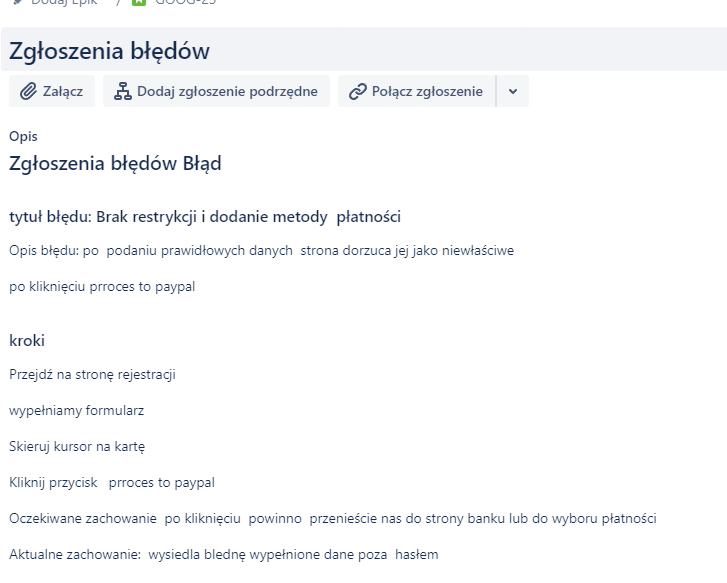 Dodaj Epik / GOOG-25
Zgłoszenia błędów
Załącz Dodaj zgłoszenie podrzędne Połącz zgłoszenie
Opis
Zgłoszenia błędów Błąd
tytuł błędu: Brak restrykcji i dodanie metody płatności
Opis błędu: po podaniu prawidłowych danych strona dorzuca jej jako niewłaściwe
po kliknięciu prroces to paypal
kroki
Przejdź na stronę rejestracji
wypełniamy formularz
Skieruj kursor na kartę
Kliknij przycisk prroces to paypal
Oczekiwane zachowanie po kliknięciu powinno przenieście nas do strony banku lub do wyboru płatności
Aktualne zachowanie: wysiedla blednę wypełnione dane poza hasłem